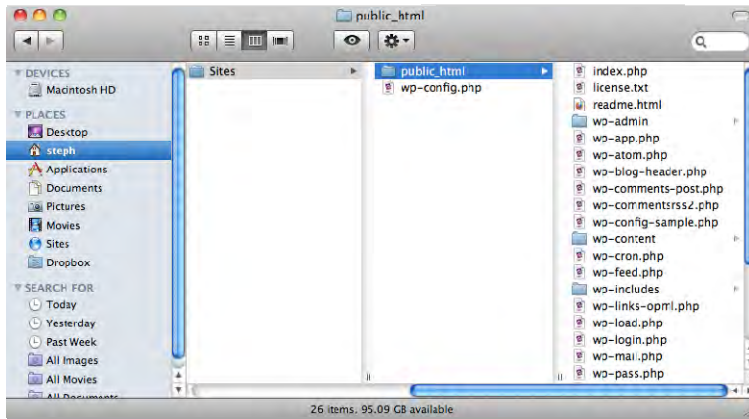 public_html
DEVICES
Macintosh HD
PLACES
Desktop
steph
Applications
Documents
Pictures
Movies
Sites
Dropbox
SEARCH FOR
Today
Yesterday
Past Week
All Images
All Movies
All Documents
Sites
public_html
wp-config.php
index.php
license.txt
readme.html
wp-admin
wp-app.php
wp-atom.php
wp-blog-header.php
wp-comments-post.php
wp-commentsrss2.php
wp-config-sample.php
wp-content
wp-cron.php
wp-feed.php
wp-includes
wp-links-opml.php
wp-load.php
wp-login.php
wp-mail.php
wp-pass.php
26 items, 95.09 GB available